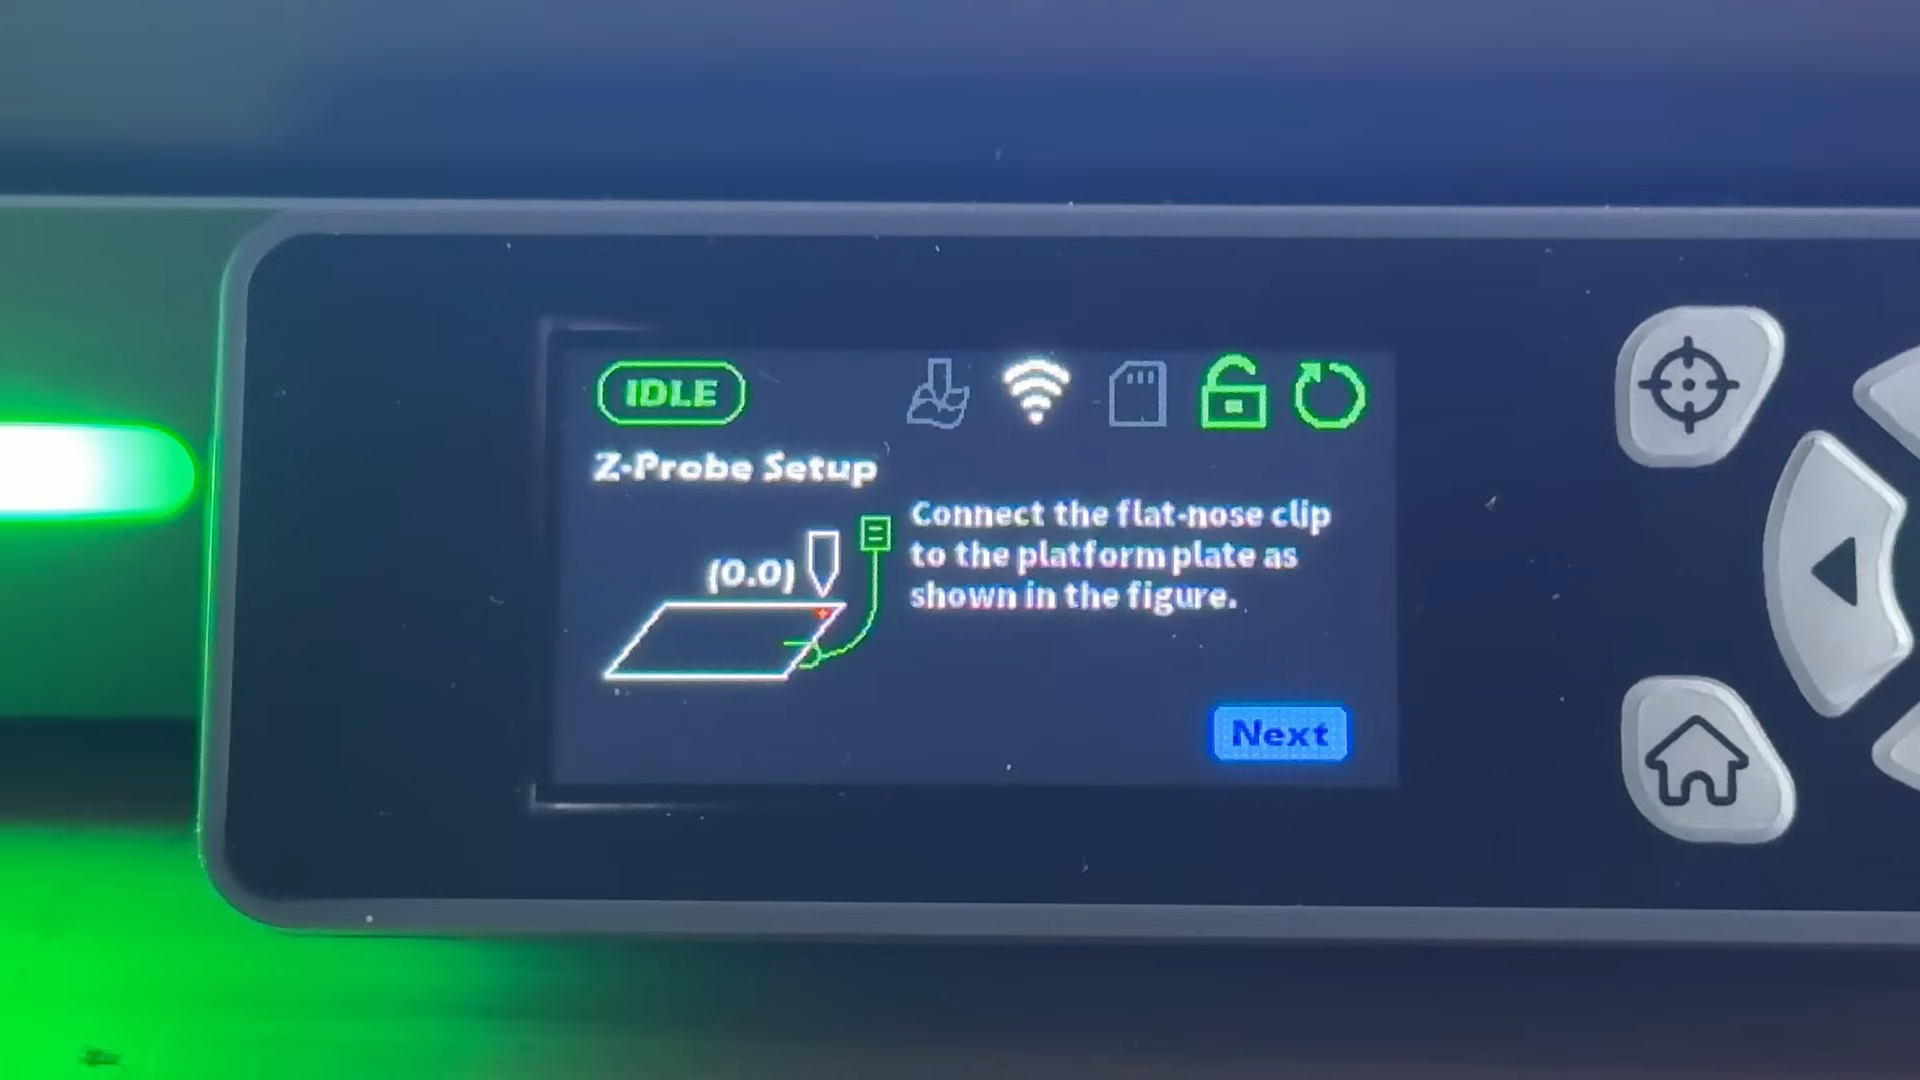 IDLE
Z-Probe Setup
(0.0)
Connect the flat-nose clip
to the platform plate as
shown in the figure.
Next